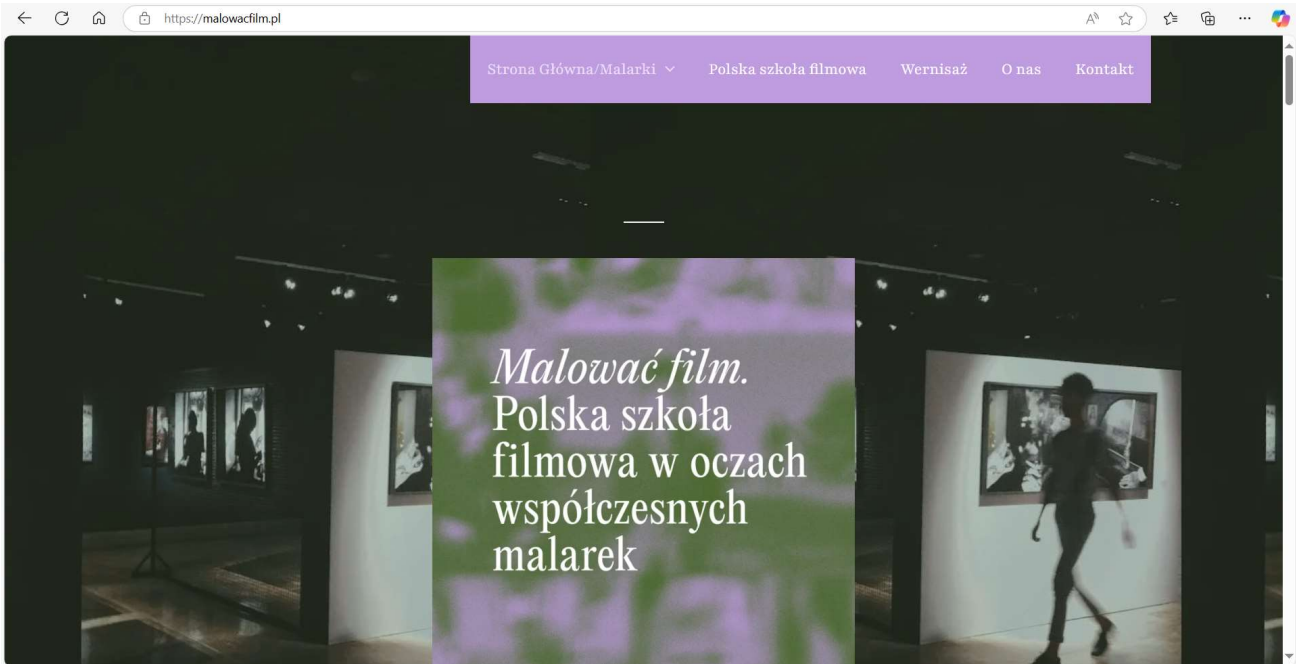 https://malowacfilm.pl
Strona Główna/Malarki Polska szkoła filmowa Wernisaż O nas Kontakt
Malować film.
Polska szkoła
filmowa w oczach
współczesnych
malarek